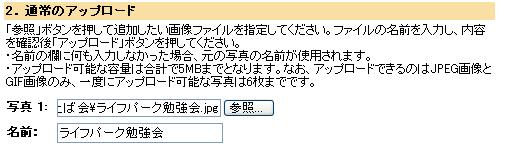 2. 通常のアップロード
「参照」ボタンを押して追加したい画像ファイルを指定してください。ファイルの名前を入力し、内容
を確認後「アップロード」ボタンを押してください。
・名前の欄に何も入力しなかった場合、元の写真の名前が使用されます。
・アップロード可能な容量は合計で5MBまでとなります。なお、アップロードできるのはJPEG画像と
GIF画像のみ、一度にアップロード可能な写真は6枚までです。
写真 1: とば会¥ライフパーク勉強会.jpg 参照...
名前: ライフパーク勉強会